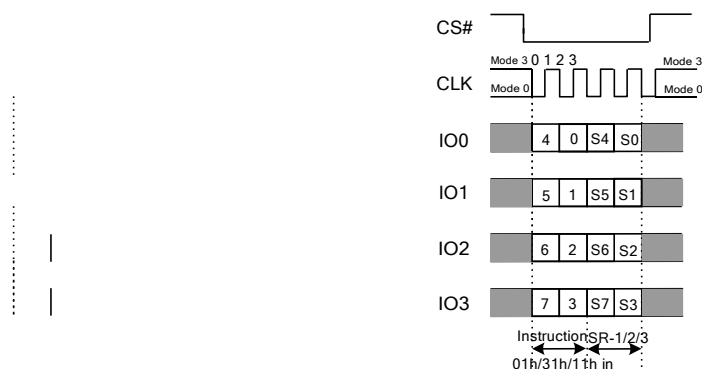 CS#
Mode 3 0 1 2 3 Mode 3
CLK
Mode 0 Mode 0
IO0 4 0 S4 S0
IO1 5 1 S5 S1
IO2 6 2 S6 S2
IO3 7 3 S7 S3
Instruction SR-1/2/3
01h/31h/11h in